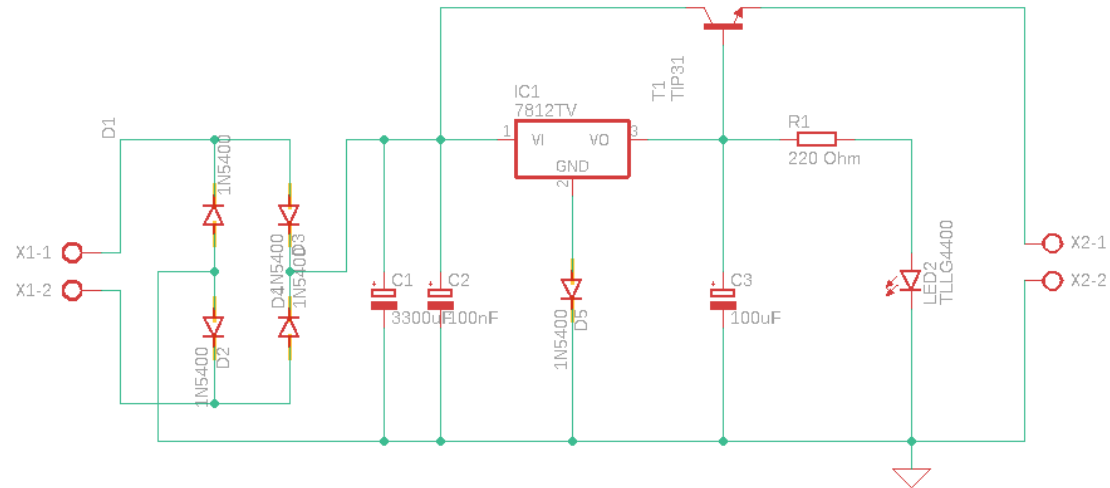 D1
1N5400
X1-1
X1-2
1N5400
D2
1N5400
D3
D4
1N5400
C1
3300uF
C2
100nF
IC1
7812TV
1
VI
VO
3
GND
2
1N5400
D5
T1
TIP31
C3
100uF
R1
220 Ohm
LED2
TLLG4400
X2-1
X2-2